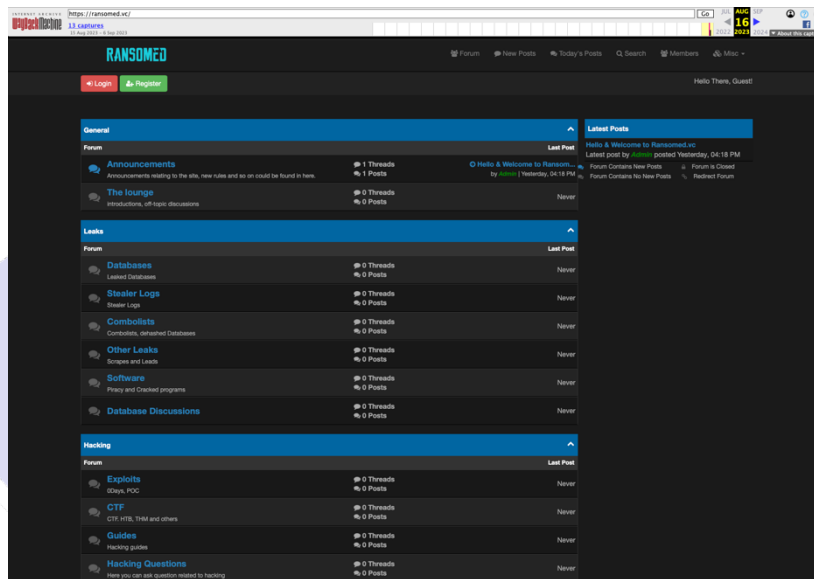 INTERNET ARCHIVE
WayBackMachine
https://ransomed.vc/
Go
13 captures
15 Aug 2023 - 6 Sep 2023
JUL AUG SEP
16
2022 2023 2024
About this capt
RANSOMED
Forum New Posts Today's Posts Search Members Misc
Login Register
Hello There, Guest!
General
Forum Last Post
Announcements
Announcements relating to the site, new rules and so on could be found in here.
1 Threads
1 Posts
Hello & Welcome to Ransom...
by Admin | Yesterday, 04:18 PM
The lounge
Introductions, off-topic discussions
0 Threads
0 Posts
Never
Leaks
Forum Last Post
Databases
Leaked Databases
0 Threads
0 Posts
Never
Stealer Logs
Stealer Logs
0 Threads
0 Posts
Never
Combolists
Combolists, dehashed Databases
0 Threads
0 Posts
Never
Other Leaks
Scrapes and Leads
0 Threads
0 Posts
Never
Software
Piracy and Cracked programs
0 Threads
0 Posts
Never
Database Discussions
0 Threads
0 Posts
Never
Hacking
Forum Last Post
Exploits
0Days, POC
0 Threads
0 Posts
Never
CTF
CTF. HTB, THM and others
0 Threads
0 Posts
Never
Guides
Hacking guides
0 Threads
0 Posts
Never
Hacking Questions
Here you can ask question related to hacking
0 Threads
0 Posts
Never
Latest Posts
Hello & Welcome to Ransomed.vc
Latest post by Admin posted Yesterday, 04:18 PM
Forum Contains New Posts Forum is Closed
Forum Contains No New Posts Redirect Forum